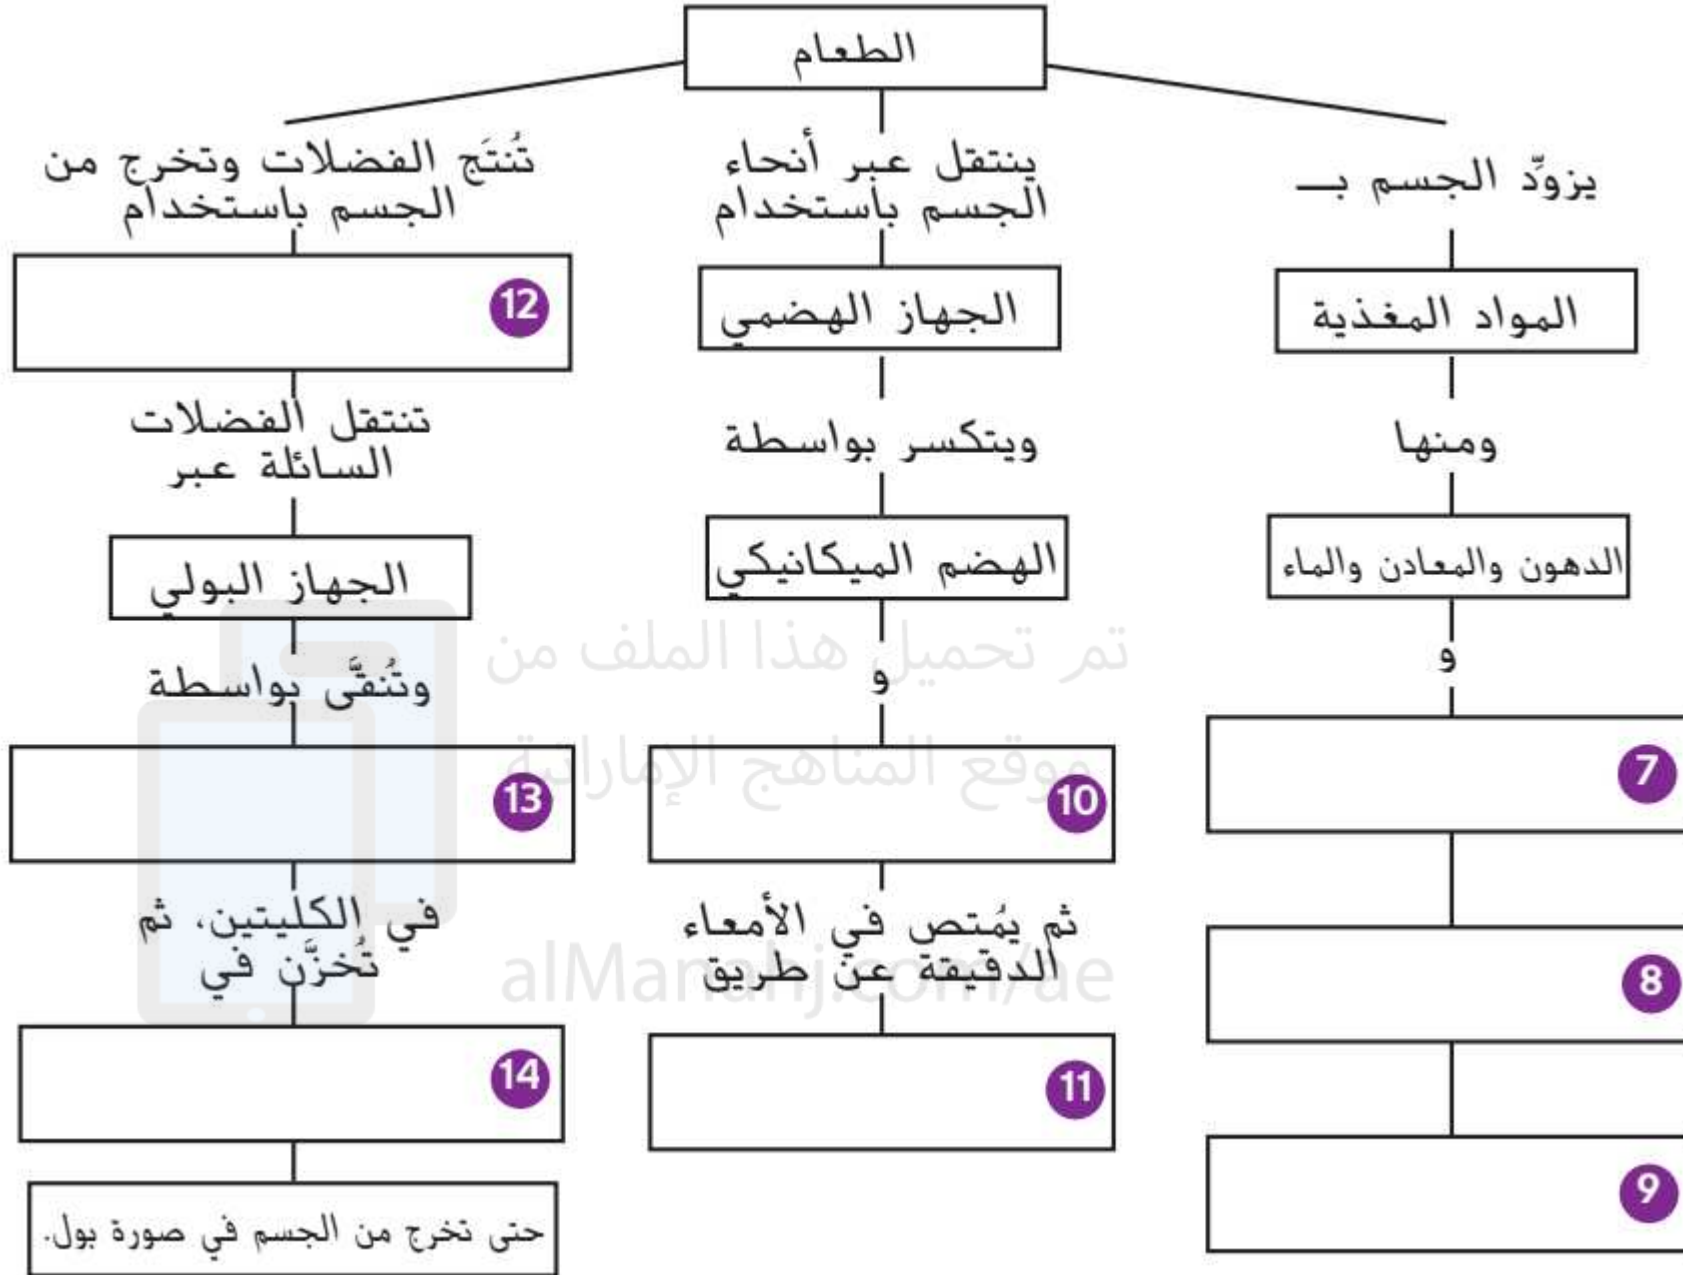 الطعام
يزوِّد الجسم بـ
المواد المغذية
ومنها
الدهون والمعادن والماء
و
7
8
9
ينتقل عبر أنحاء
الجسم باستخدام
الجهاز الهضمي
ويتكسر بواسطة
الهضم الميكانيكي
و
10
ثم يُمتص في الأمعاء
الدقيقة عن طريق
11
تُنتَج الفضلات وتخرج من
الجسم باستخدام
12
تنتقل الفضلات
السائلة عبر
الجهاز البولي
وتُنقَّى بواسطة
13
في الكليتين، ثم
تُخزَّن في
14
حتى تخرج من الجسم في صورة بول.
تم تحميل هذا الملف من
موقع المناهج الإماراتية
alManahj.com/ae